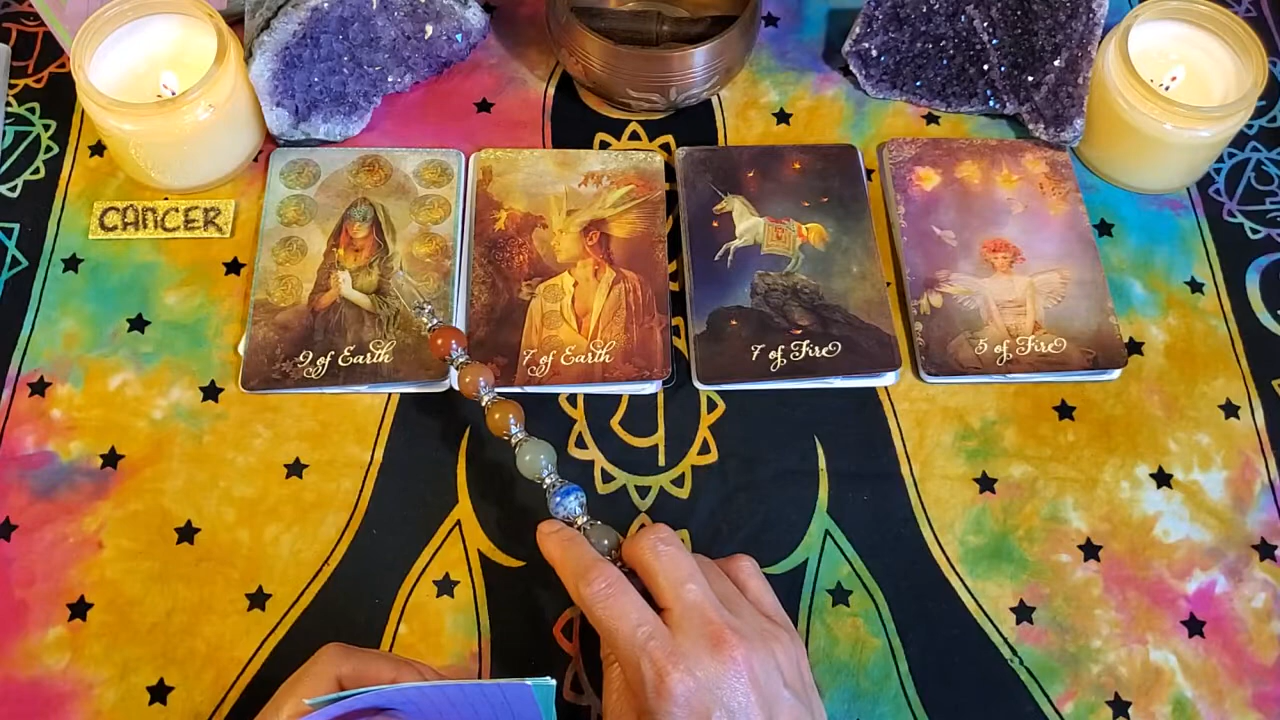 CANCER
9 of Earth
7 of Earth
7 of Fire
5 of Fire